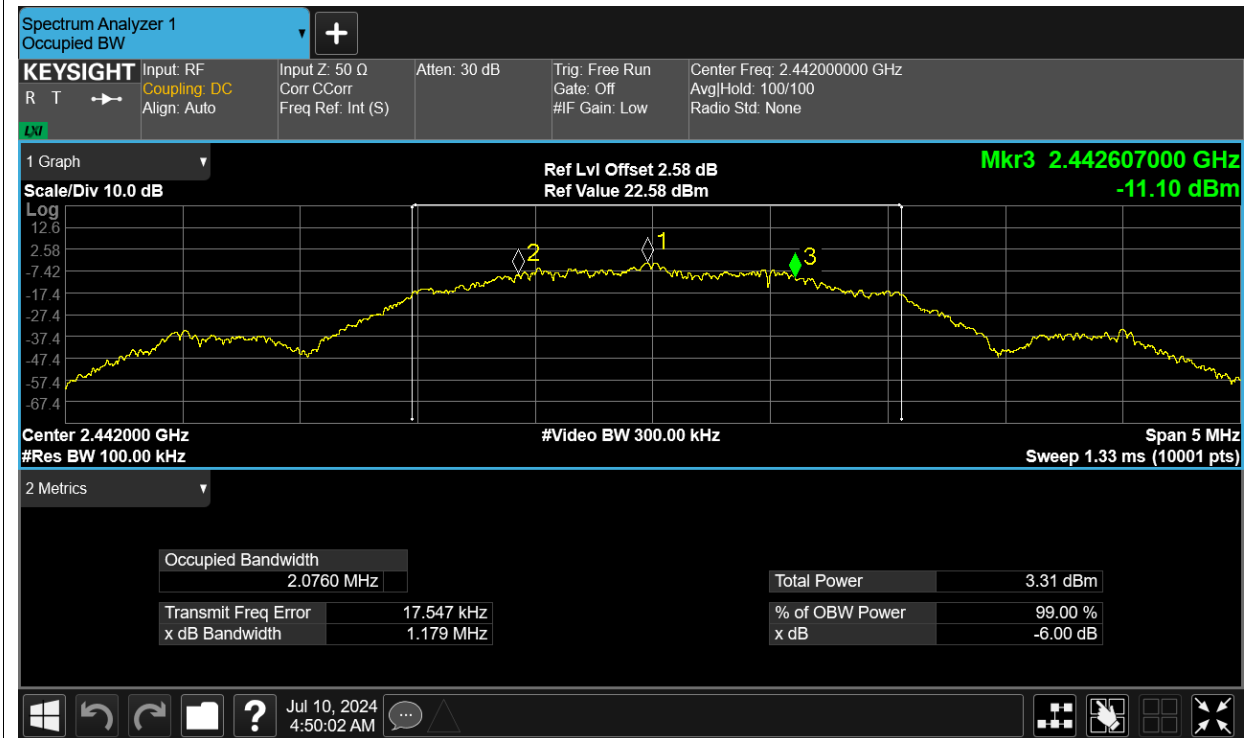 Spectrum Analyzer 1
Occupied BW
KEYSIGHT
R T
LXI
Input: RF
Coupling: DC
Align: Auto
Input Z: 50 Ω
Corr CCorr
Freq Ref: Int (S)
Atten: 30 dB
Trig: Free Run
Gate: Off
#IF Gain: Low
Center Freq: 2.442000000 GHz
Avg|Hold: 100/100
Radio Std: None
1 Graph
Scale/Div 10.0 dB
Ref Lvl Offset 2.58 dB
Ref Value 22.58 dBm
Mkr3 2.442607000 GHz
-11.10 dBm
Log
12.6
2.58
-7.42
-17.4
-27.4
-37.4
-47.4
-57.4
-67.4
2
1
3
Center 2.442000 GHz
#Video BW 300.00 kHz
Span 5 MHz
#Res BW 100.00 kHz
Sweep 1.33 ms (10001 pts)
2 Metrics
Occupied Bandwidth
2.0760 MHz
Total Power 3.31 dBm
Transmit Freq Error 17.547 kHz
% of OBW Power 99.00 %
x dB Bandwidth 1.179 MHz
x dB -6.00 dB
?
Jul 10, 2024
4:50:02 AM